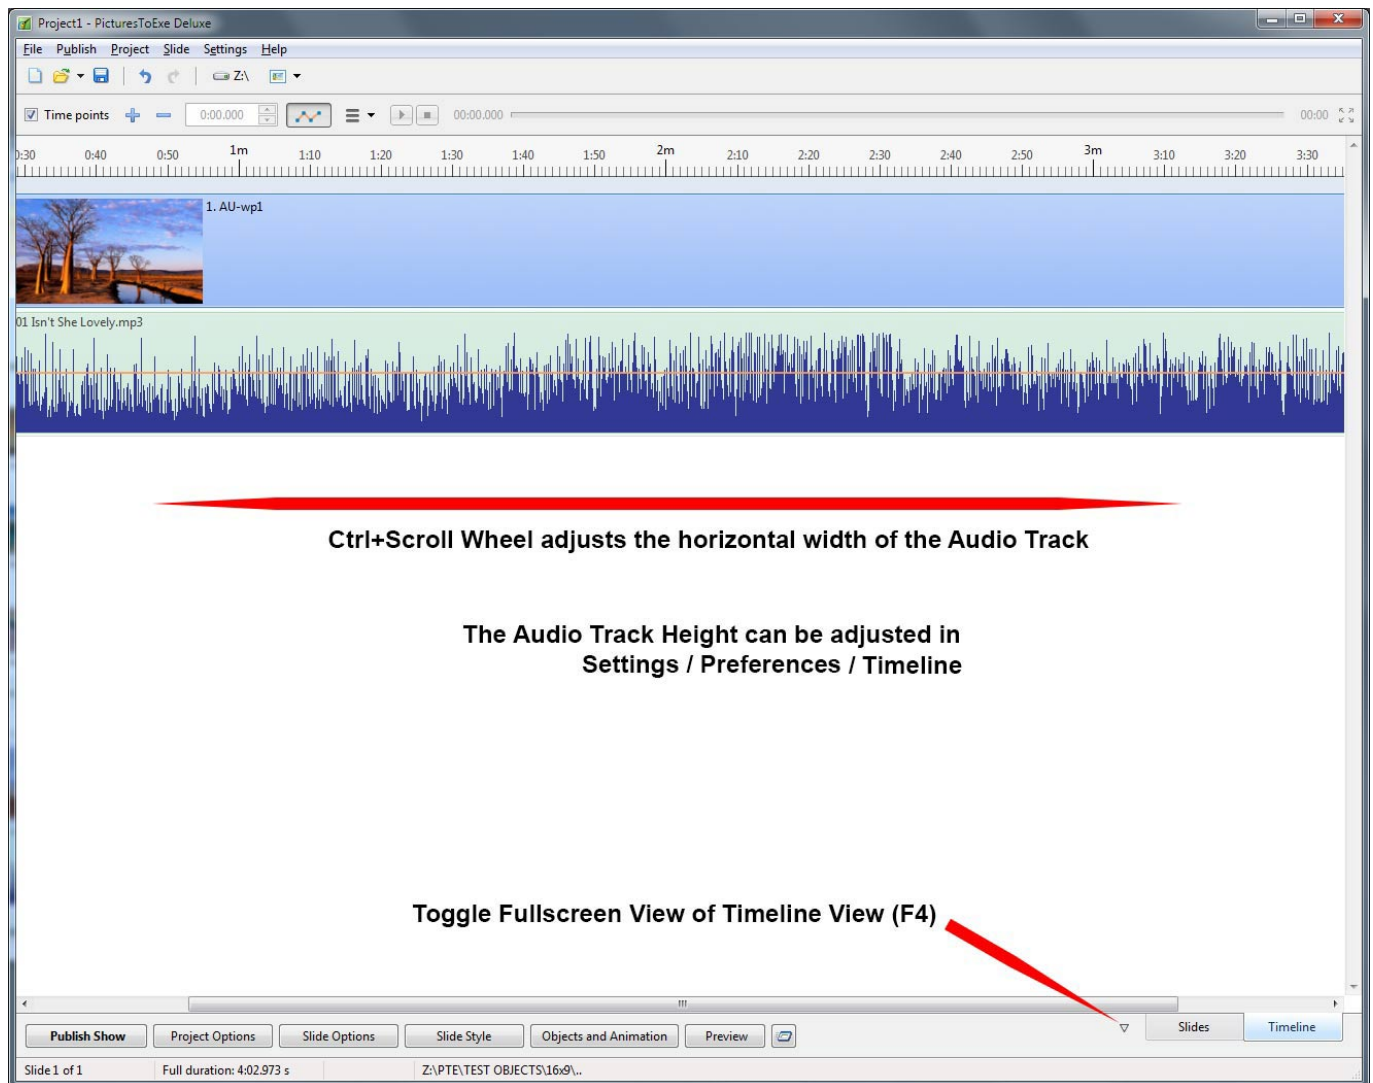 Project1 - PicturesToExe Deluxe
File Publish Project Slide Settings Help
Z:\
Time points 0:00.000 00:00.000 00:00
0:30 0:40 0:50 1m 1:10 1:20 1:30 1:40 1:50 2m 2:10 2:20 2:30 2:40 2:50 3m 3:10 3:20 3:30
1. AU-wp1
01 Isn't She Lovely.mp3
Ctrl+Scroll Wheel adjusts the horizontal width of the Audio Track
The Audio Track Height can be adjusted in
Settings / Preferences / Timeline
Toggle Fullscreen View of Timeline View (F4)
Publish Show Project Options Slide Options Slide Style Objects and Animation Preview Slides Timeline
Slide 1 of 1 Full duration: 4:02.973 s Z:\PTE\TEST OBJECTS\16x9\..